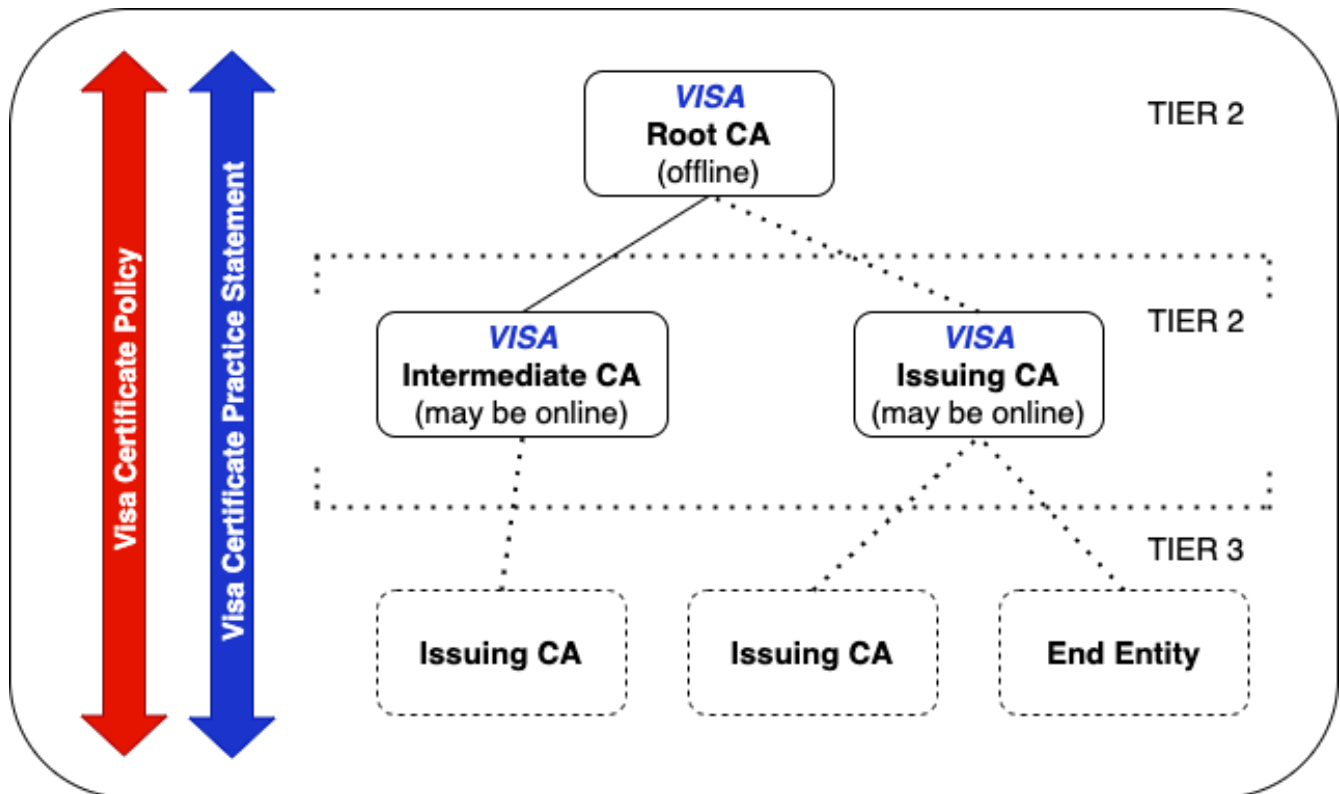 Visa Certificate Policy
Visa Certificate Practice Statement
VISA
Root CA
(offline)
TIER 2
VISA
Intermediate CA
(may be online)
VISA
Issuing CA
(may be online)
TIER 2
TIER 3
Issuing CA
Issuing CA
End Entity